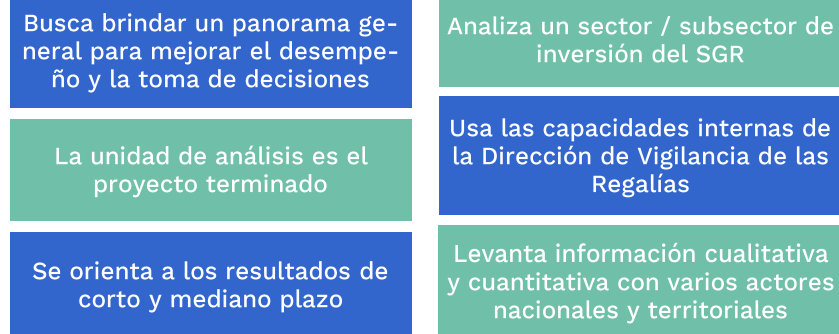 Busca brindar un panorama ge-
neral para mejorar el desempe-
ño y la toma de decisiones
La unidad de análisis es el
proyecto terminado
Se orienta a los resultados de
corto y mediano plazo
Analiza un sector / subsector de
inversión del SGR
Usa las capacidades internas de
la Dirección de Vigilancia de las
Regalías
Levanta información cualitativa
y cuantitativa con varios actores
nacionales y territoriales